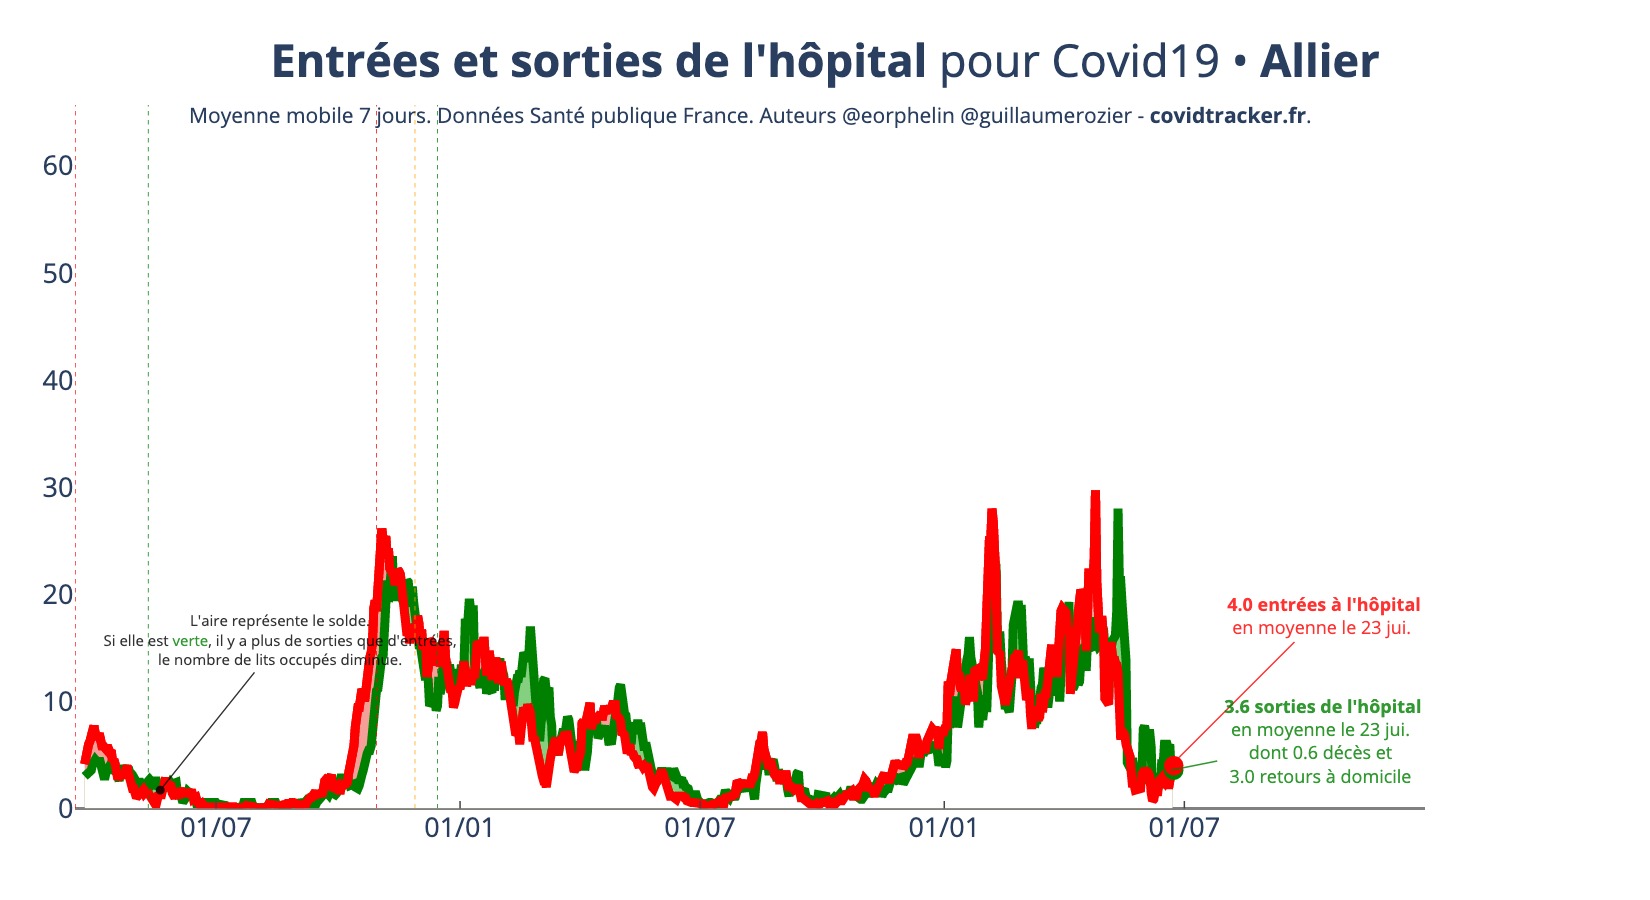 Entrées et sorties de l'hôpital pour Covid19 • Allier
Moyenne mobile 7 jours. Données Santé publique France. Auteurs @eorphelin @guillaumerozier - covidtracker.fr.
60
50
40
30
20
10
0
L'aire représente le solde.
Si elle est verte, il y a plus de sorties que d'entrées,
le nombre de lits occupés diminue.
4.0 entrées à l'hôpital
en moyenne le 23 jui.
3.6 sorties de l'hôpital
en moyenne le 23 jui.
dont 0.6 décès et
3.0 retours à domicile
01/07
01/01
01/07
01/01
01/07